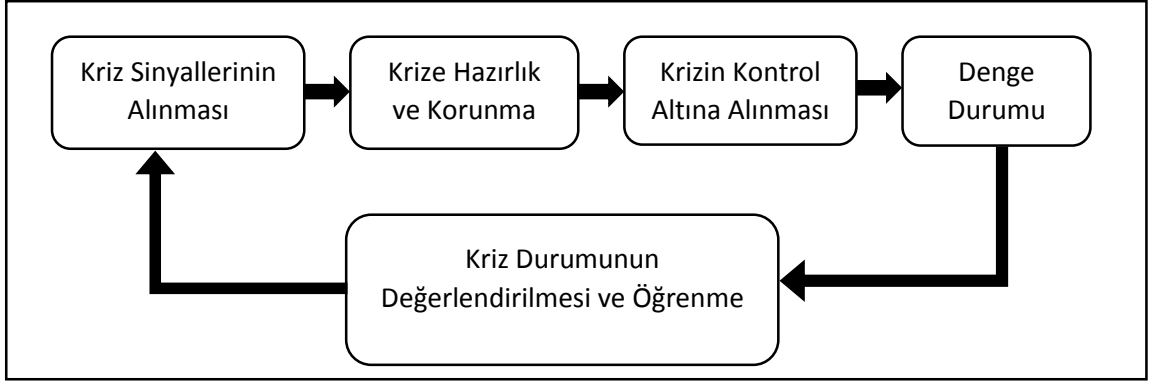 Kriz Sinyallerinin
Alınması
Krize Hazırlık
ve Korunma
Krizin Kontrol
Altına Alınması
Denge
Durumu
Kriz Durumunun
Değerlendirilmesi ve Öğrenme